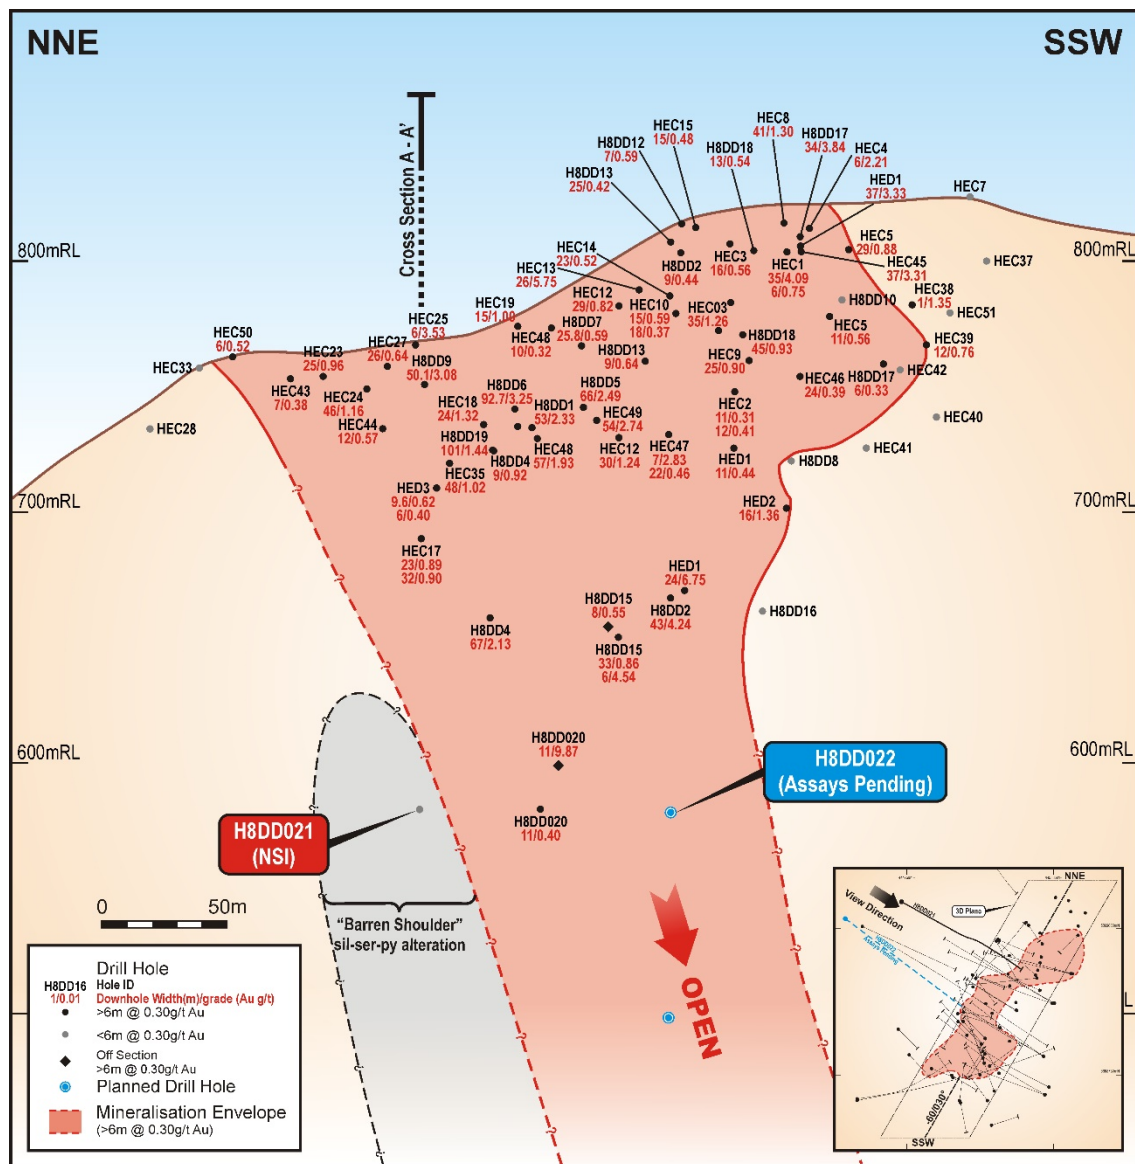 NNE
SSW
Cross Section A - A'
HEC8
41/1.30
HEC15
15/0.48
H8DD17
34/3.84
H8DD12
7/0.59
H8DD18
13/0.54
HEC4
6/2.21
H8DD13
25/0.42
HED1
37/3.33
HEC7
800mRL
800mRL
HEC14
23/0.52
HEC13
26/5.75
H8DD2
9/0.44
HEC3
16/0.56
HEC1
35/4.09
6/0.75
HEC5
29/0.88
HEC45
37/3.31
HEC37
HEC19
15/1.00
HEC12
29/0.82
HEC10
15/0.59
18/0.37
HEC03
35/1.26
H8DD10
HEC38
1/1.35
HEC51
HEC25
6/3.53
HEC50
6/0.52
HEC48
10/0.32
H8DD7
25.8/0.59
H8DD18
45/0.93
HEC5
11/0.56
HEC39
12/0.76
HEC33
HEC23
25/0.96
HEC27
26/0.64
H8DD9
50.1/3.08
H8DD13
9/0.64
HEC9
25/0.90
HEC46
24/0.39
H8DD17
6/0.33
HEC42
HEC43
7/0.38
HEC24
46/1.16
H8DD6
92.7/3.25
H8DD5
66/2.49
HEC2
11/0.31
12/0.41
HEC18
24/1.32
H8DD1
53/2.33
HEC49
54/2.74
HEC40
HEC28
HEC44
12/0.57
H8DD19
101/1.44
H8DD4
9/0.92
HEC48
57/1.93
HEC12
30/1.24
HEC47
7/2.83
22/0.46
HED1
11/0.44
H8DD8
HEC41
HEC35
48/1.02
700mRL
700mRL
HED3
9.6/0.62
6/0.40
HED2
16/1.36
HEC17
23/0.89
32/0.90
HED1
24/6.75
H8DD15
8/0.55
H8DD2
43/4.24
H8DD16
H8DD4
67/2.13
H8DD15
33/0.86
6/4.54
600mRL
600mRL
H8DD020
11/9.87
H8DD022
(Assays Pending)
H8DD021
(NSI)
H8DD020
11/0.40
0 50m
"Barren Shoulder"
sil-ser-py alteration
OPEN
Drill Hole
H8DD16 Hole ID
1/0.01 Downhole Width(m)/grade (Au g/t)
>6m @ 0.30g/t Au
<6m @ 0.30g/t Au
Off Section
>6m @ 0.30g/t Au
Planned Drill Hole
Mineralisation Envelope
(>6m @ 0.30g/t Au)
NNE
3D Plane
View Direction
H8DD021
H8DD022
Assays Pending
-60/030°
SSW
L